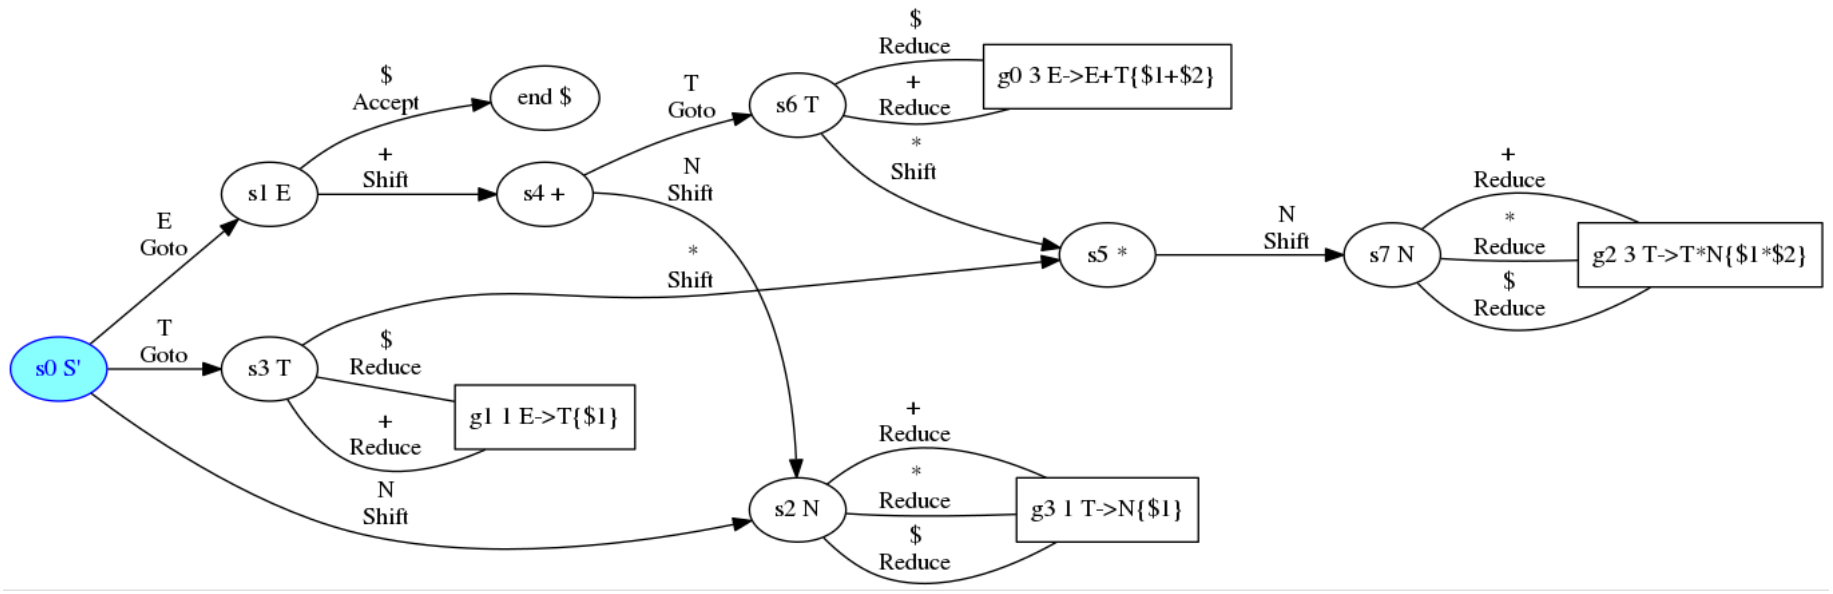 $
Reduce
g0 3 E->E+T{$1+$2}
+
Reduce
s6 T
*
Shift
$
Accept
end $
T
Goto
+
Shift
s1 E
s4 +
N
Shift
E
Goto
*
Shift
s5 *
N
Shift
s7 N
+
Reduce
*
Reduce
g2 3 T->T*N{$1*$2}
$
Reduce
s0 S'
T
Goto
s3 T
$
Reduce
g1 1 E->T{$1}
+
Reduce
N
Shift
s2 N
+
Reduce
*
Reduce
g3 1 T->N{$1}
$
Reduce